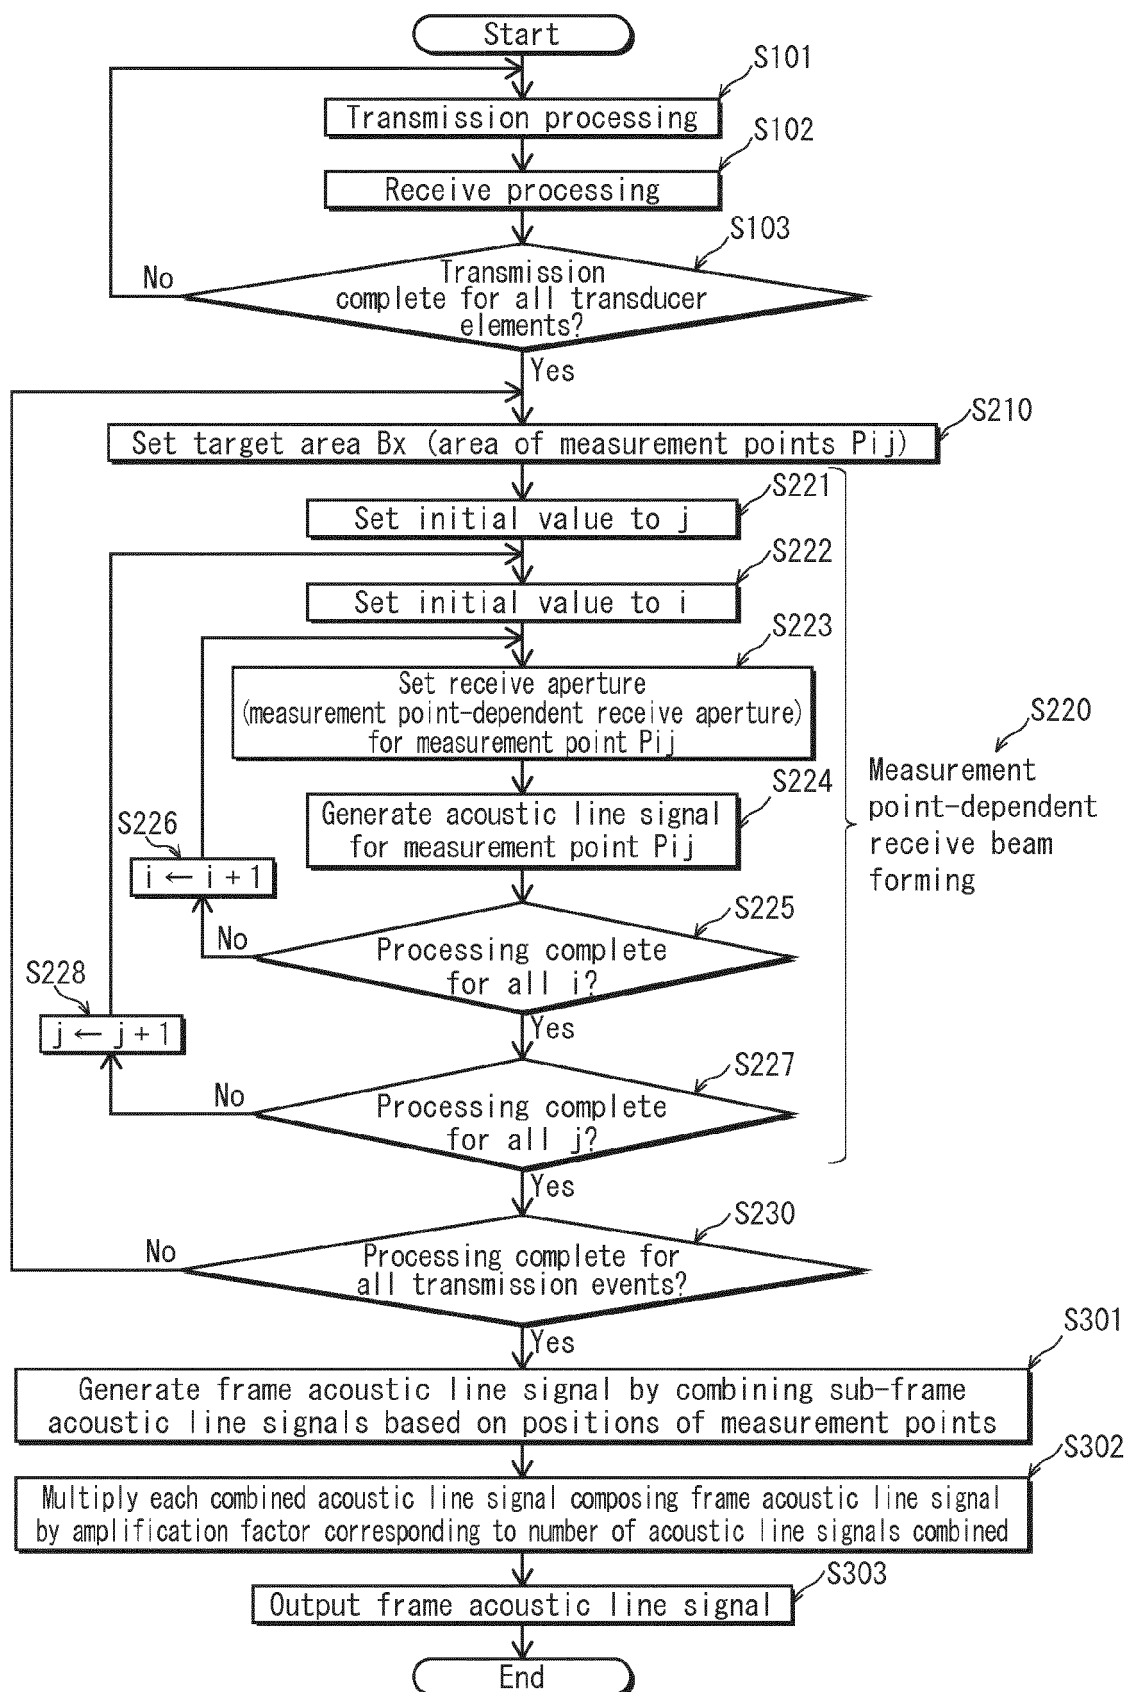 Start
S101
Transmission processing
S102
Receive processing
S103
No
Transmission
complete for all transducer
elements?
Yes
S210
Set target area Bx (area of measurement points Pij)
S221
Set initial value to j
S222
Set initial value to i
S223
Set receive aperture
(measurement point-dependent receive aperture)
for measurement point Pij
S220
Measurement
point-dependent
receive beam
forming
S224
Generate acoustic line signal
for measurement point Pij
S226
i ← i + 1
S225
No
Processing complete
for all i?
Yes
S228
j ← j + 1
S227
No
Processing complete
for all j?
Yes
S230
No
Processing complete for
all transmission events?
Yes
S301
Generate frame acoustic line signal by combining sub-frame
acoustic line signals based on positions of measurement points
S302
Multiply each combined acoustic line signal composing frame acoustic line signal
by amplification factor corresponding to number of acoustic line signals combined
S303
Output frame acoustic line signal
End